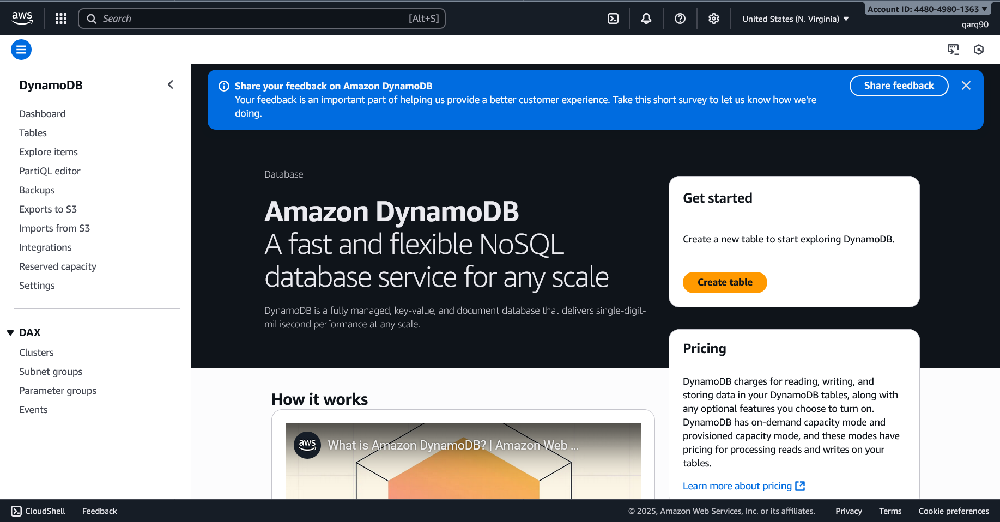 aws
Search
[Alt+S]
United States (N. Virginia)
Account ID: 4480-4980-1363
qarq90
DynamoDB
Dashboard
Tables
Explore items
PartiQL editor
Backups
Exports to S3
Imports from S3
Integrations
Reserved capacity
Settings
DAX
Clusters
Subnet groups
Parameter groups
Events
Share your feedback on Amazon DynamoDB
Your feedback is an important part of helping us provide a better customer experience. Take this short survey to let us know how we're
doing.
Share feedback
Database
Amazon DynamoDB
A fast and flexible NoSQL
database service for any scale
DynamoDB is a fully managed, key-value, and document database that delivers single-digit-
millisecond performance at any scale.
Get started
Create a new table to start exploring DynamoDB.
Create table
Pricing
DynamoDB charges for reading, writing, and
storing data in your DynamoDB tables, along with
any optional features you choose to turn on.
DynamoDB has on-demand capacity mode and
provisioned capacity mode, and these modes have
pricing for processing reads and writes on your
tables.
Learn more about pricing
How it works
aws
What is Amazon DynamoDB? | Amazon Web ...
CloudShell
Feedback
© 2025, Amazon Web Services, Inc. or its affiliates.
Privacy
Terms
Cookie preferences